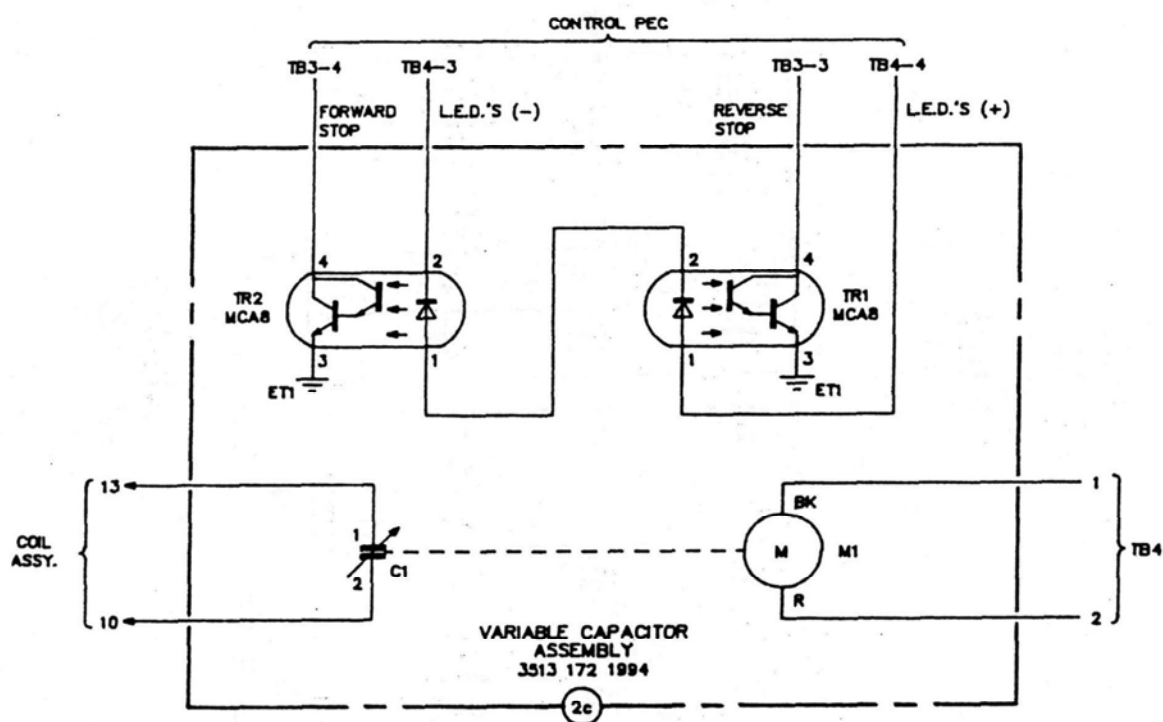 CONTROL PEC
TB3-4
TB4-3
TB3-3
TB4-4
FORWARD
STOP
L.E.D.'S (-)
REVERSE
STOP
L.E.D.'S (+)
4
2
2
4
TR2
MCA8
TR1
MCA8
3
1
1
3
ET1
ET1
13
1
BK
COIL
ASSY.
1
2
C1
M
M1
TB4
R
10
2
VARIABLE CAPACITOR
ASSEMBLY
3513 172 1994
2c